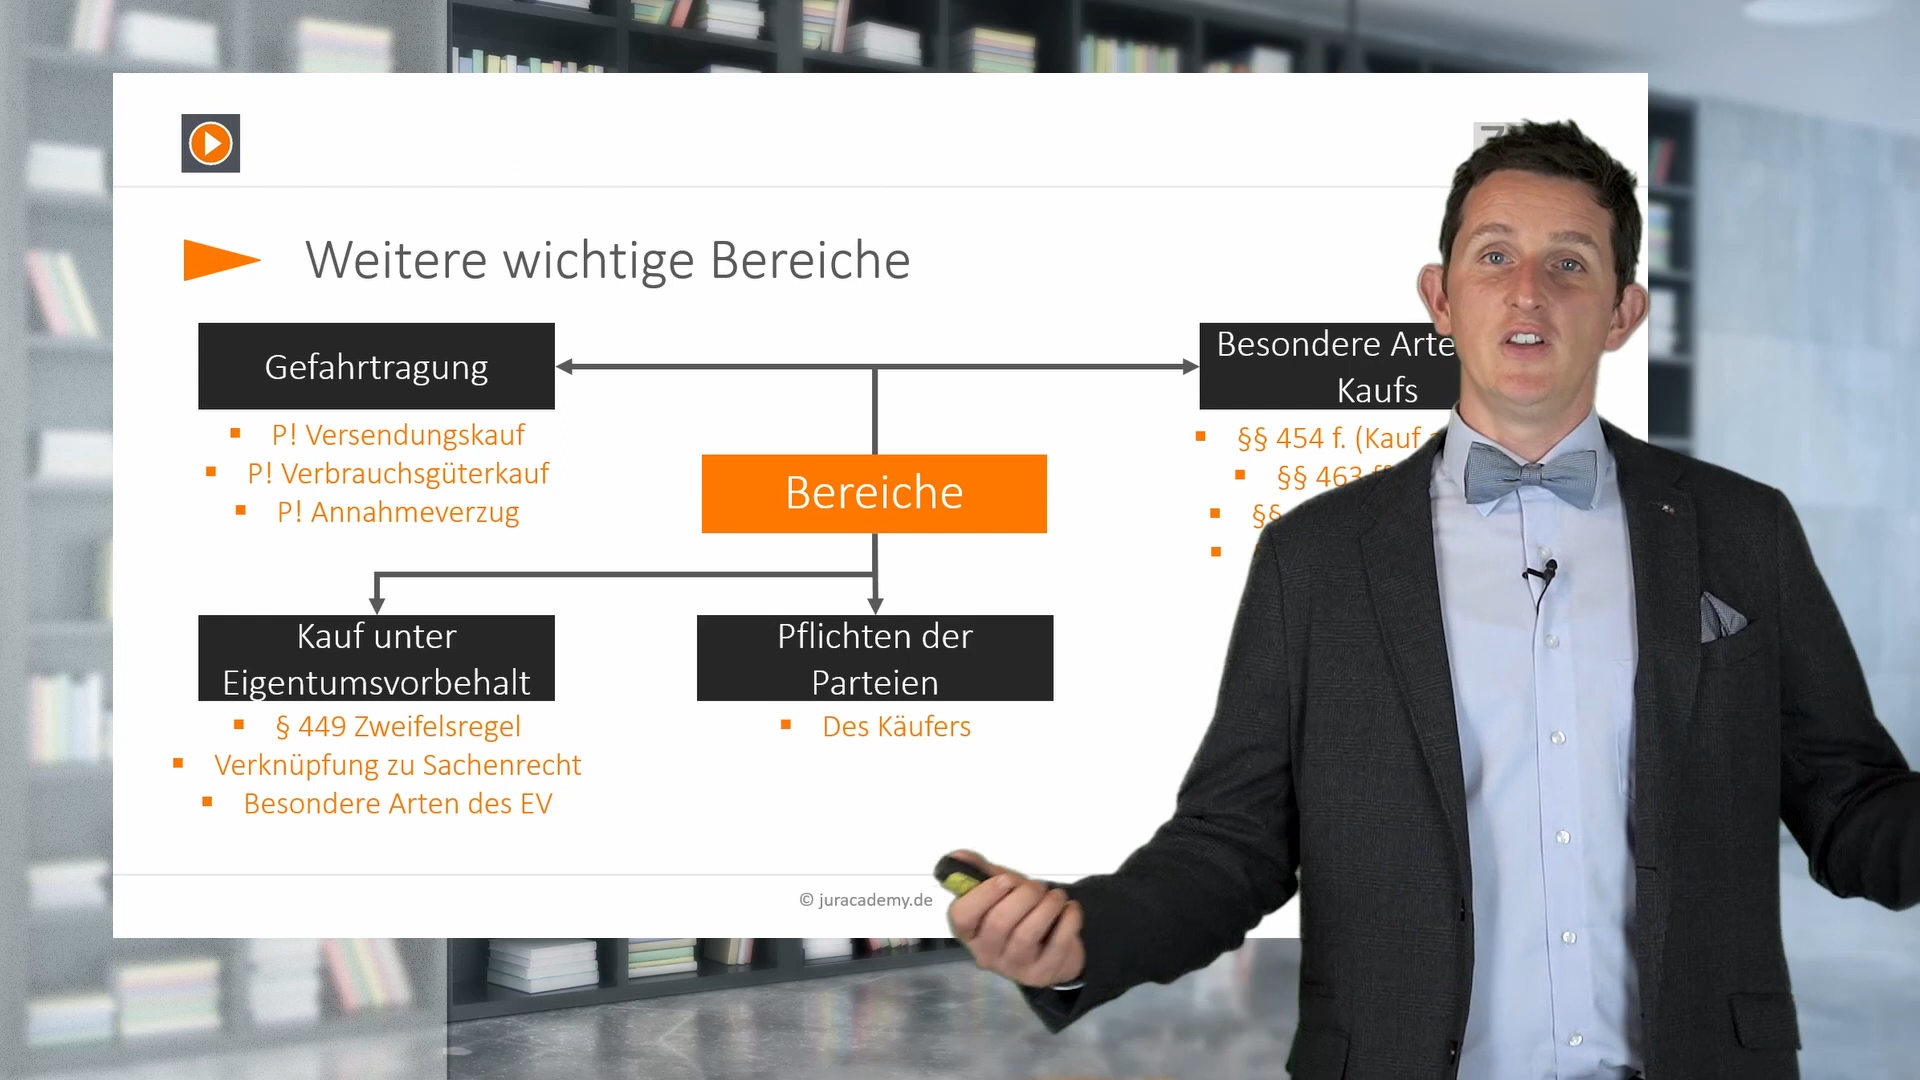 Weitere wichtige Bereiche
Gefahrtragung
P! Versendungskauf
P! Verbrauchsgüterkauf
P! Annahmeverzug
Besondere
Kaufs
§§ 454 f. (Kauf
§§ 463
§§
Bereiche
Kauf unter
Eigentumsvorbehalt
§ 449 Zweifelsregel
Verknüpfung zu Sachenrecht
Besondere Arten des EV
Pflichten der
Parteien
Des Käufers
© juracademy.de